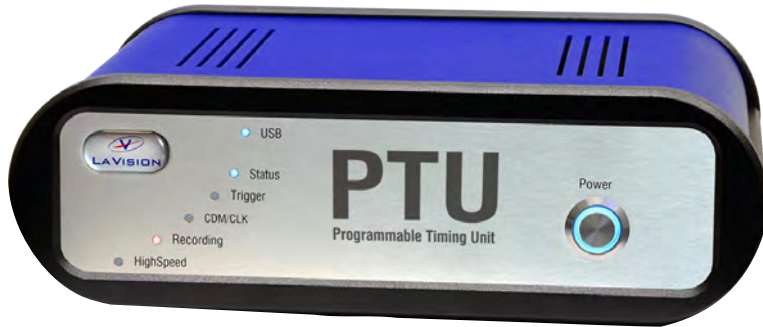 LAVISION
USB
Status
Trigger
CDM/CLK
Recording
HighSpeed
PTU
Programmable Timing Unit
Power